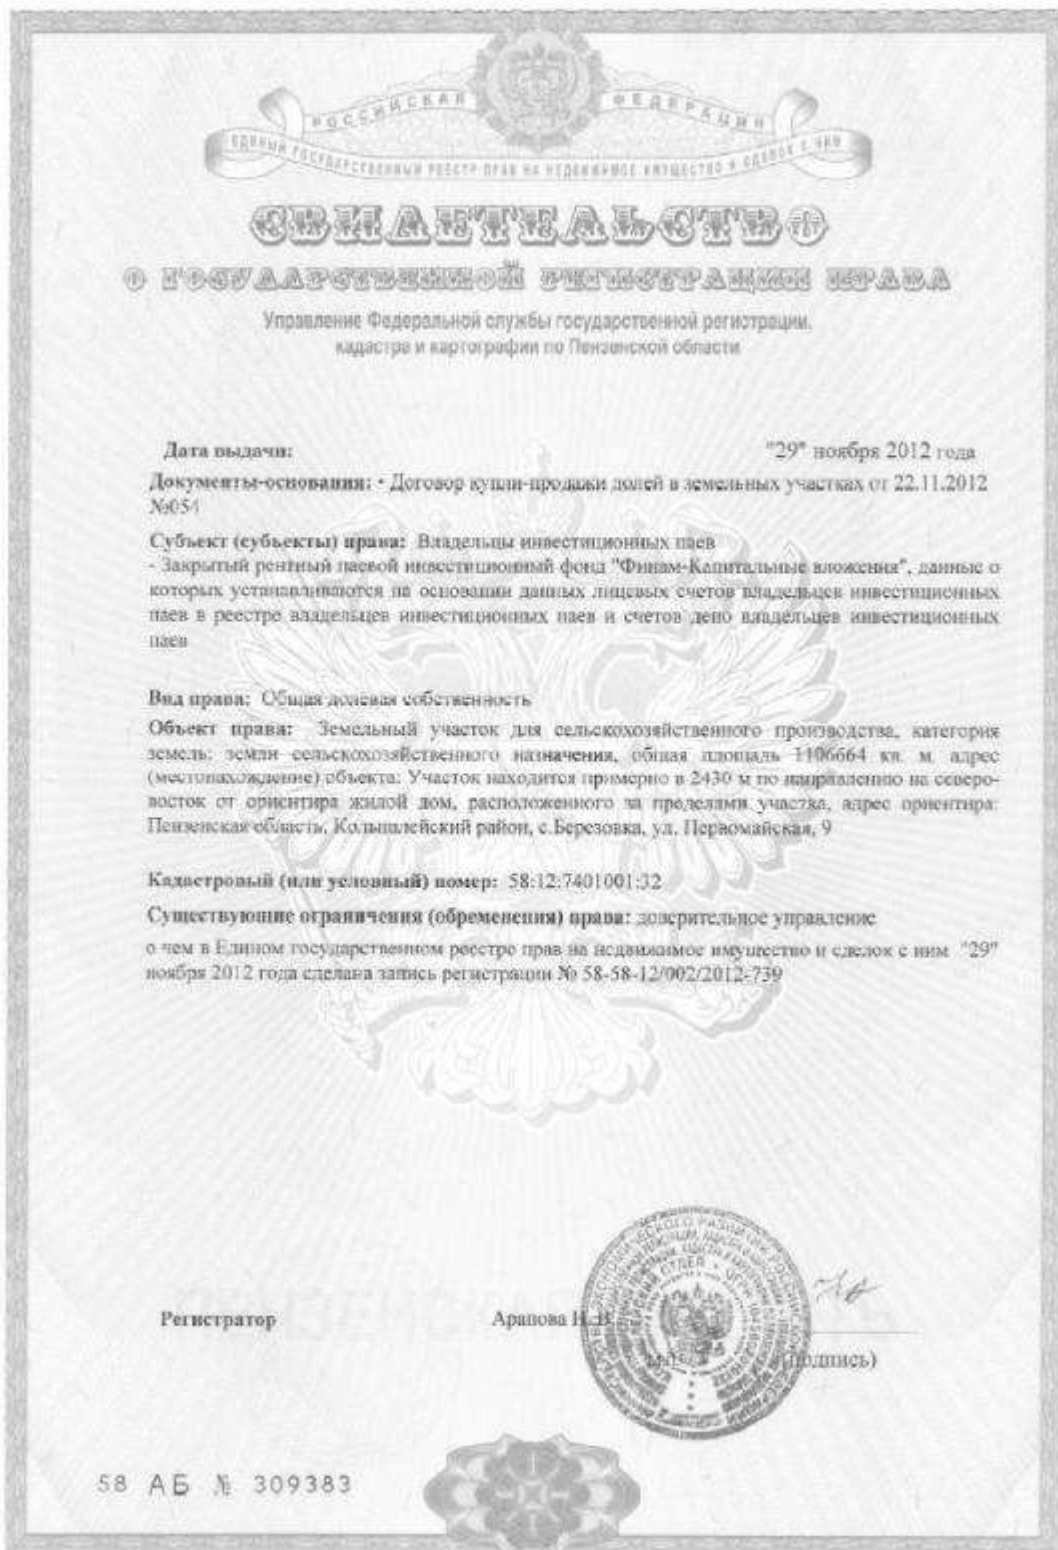 РОССИЙСКАЯ ФЕДЕРАЦИЯ
ЕДИНЫЙ ГОСУДАРСТВЕННЫЙ РЕЕСТР ПРАВ НА НЕДВИЖИМОЕ ИМУЩЕСТВО И СДЕЛОК С НИМ
СВИДЕТЕЛЬСТВО
О ГОСУДАРСТВЕННОЙ РЕГИСТРАЦИИ ПРАВА
Управление Федеральной службы государственной регистрации,
кадастра и картографии по Пензенской области
Дата выдачи: "29" ноября 2012 года
Документы-основания: • Договор купли-продажи долей в земельных участках от 22.11.2012
№054
Субъект (субъекты) права: Владельцы инвестиционных паев
- Закрытый рентный паевой инвестиционный фонд "Финам-Капитальные вложения", данные о
которых устанавливаются на основании данных лицевых счетов владельцев инвестиционных
паев в реестре владельцев инвестиционных паев и счетов депо владельцев инвестиционных
паев
Вид права: Общая долевая собственность
Объект права: Земельный участок для сельскохозяйственного производства, категория
земель: земли сельскохозяйственного назначения, общая площадь 1106664 кв. м, адрес
(местонахождение) объекта: Участок находится примерно в 2430 м по направлению на северо-
восток от ориентира жилой дом, расположенного за пределами участка, адрес ориентира:
Пензенская область, Колышлейский район, с.Березовка, ул. Первомайская, 9
Кадастровый (или условный) номер: 58:12:7401001:32
Существующие ограничения (обременения) права: доверительное управление
о чем в Едином государственном реестре прав на недвижимое имущество и сделок с ним "29"
ноября 2012 года сделана запись регистрации № 58-58-12/002/2012-739
Регистратор Арапова Н. В.
м.п. (подпись)
58 АБ № 309383